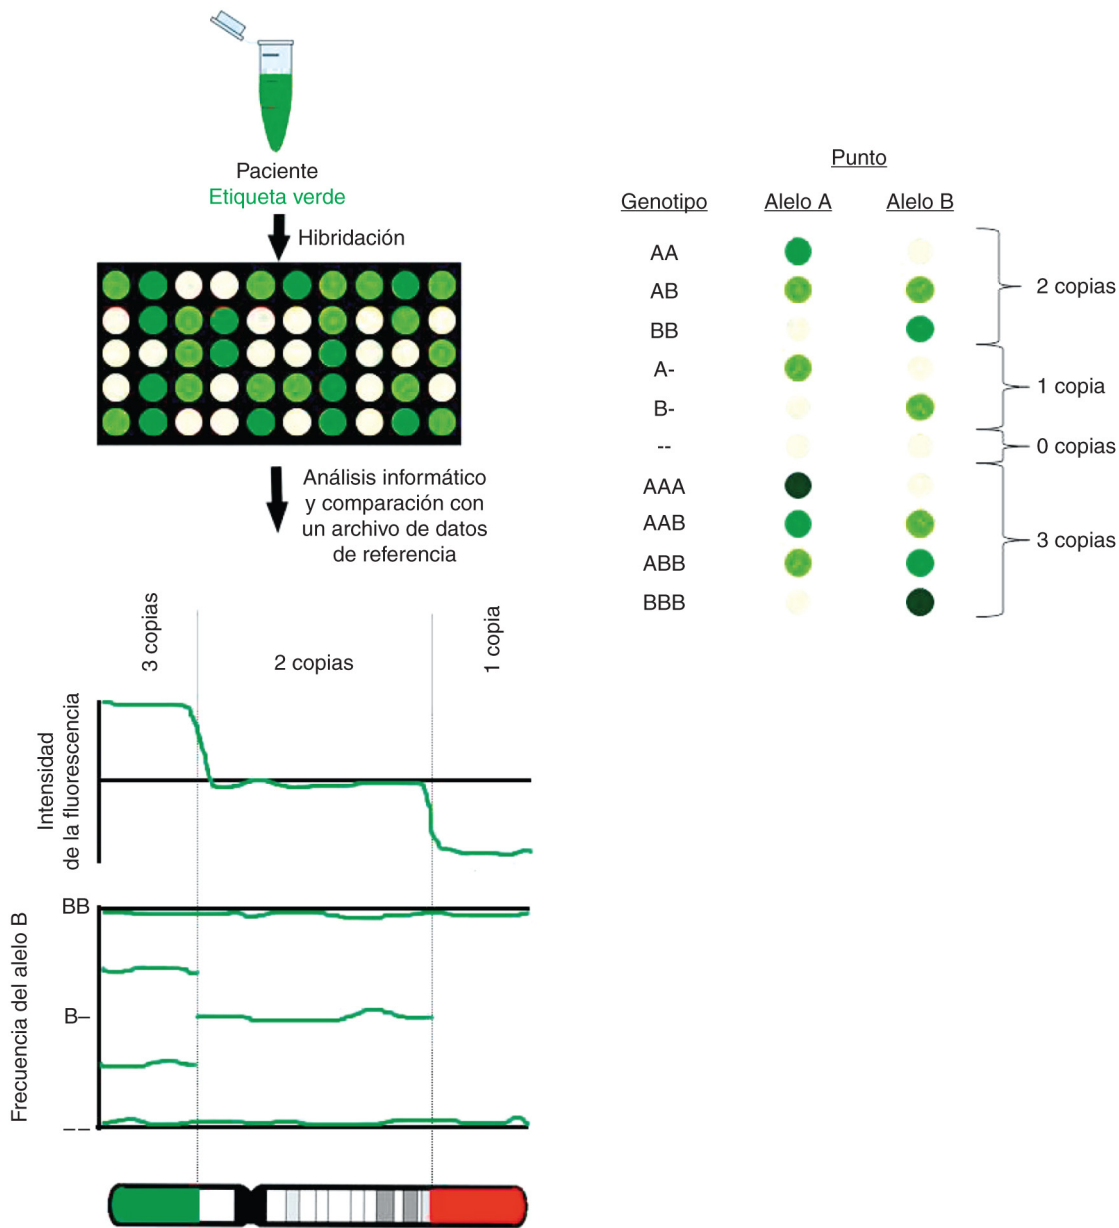 Paciente
Etiqueta verde
Hibridación
Análisis informático
y comparación con
un archivo de datos
de referencia
Punto
Genotipo Alelo A Alelo B
AA
AB
BB
2 copias
A-
B-
1 copia
--
0 copias
AAA
AAB
ABB
BBB
3 copias
3 copias
2 copias
1 copia
Intensidad
de la fluorescencia
Frecuencia del alelo B
BB
B–
– –